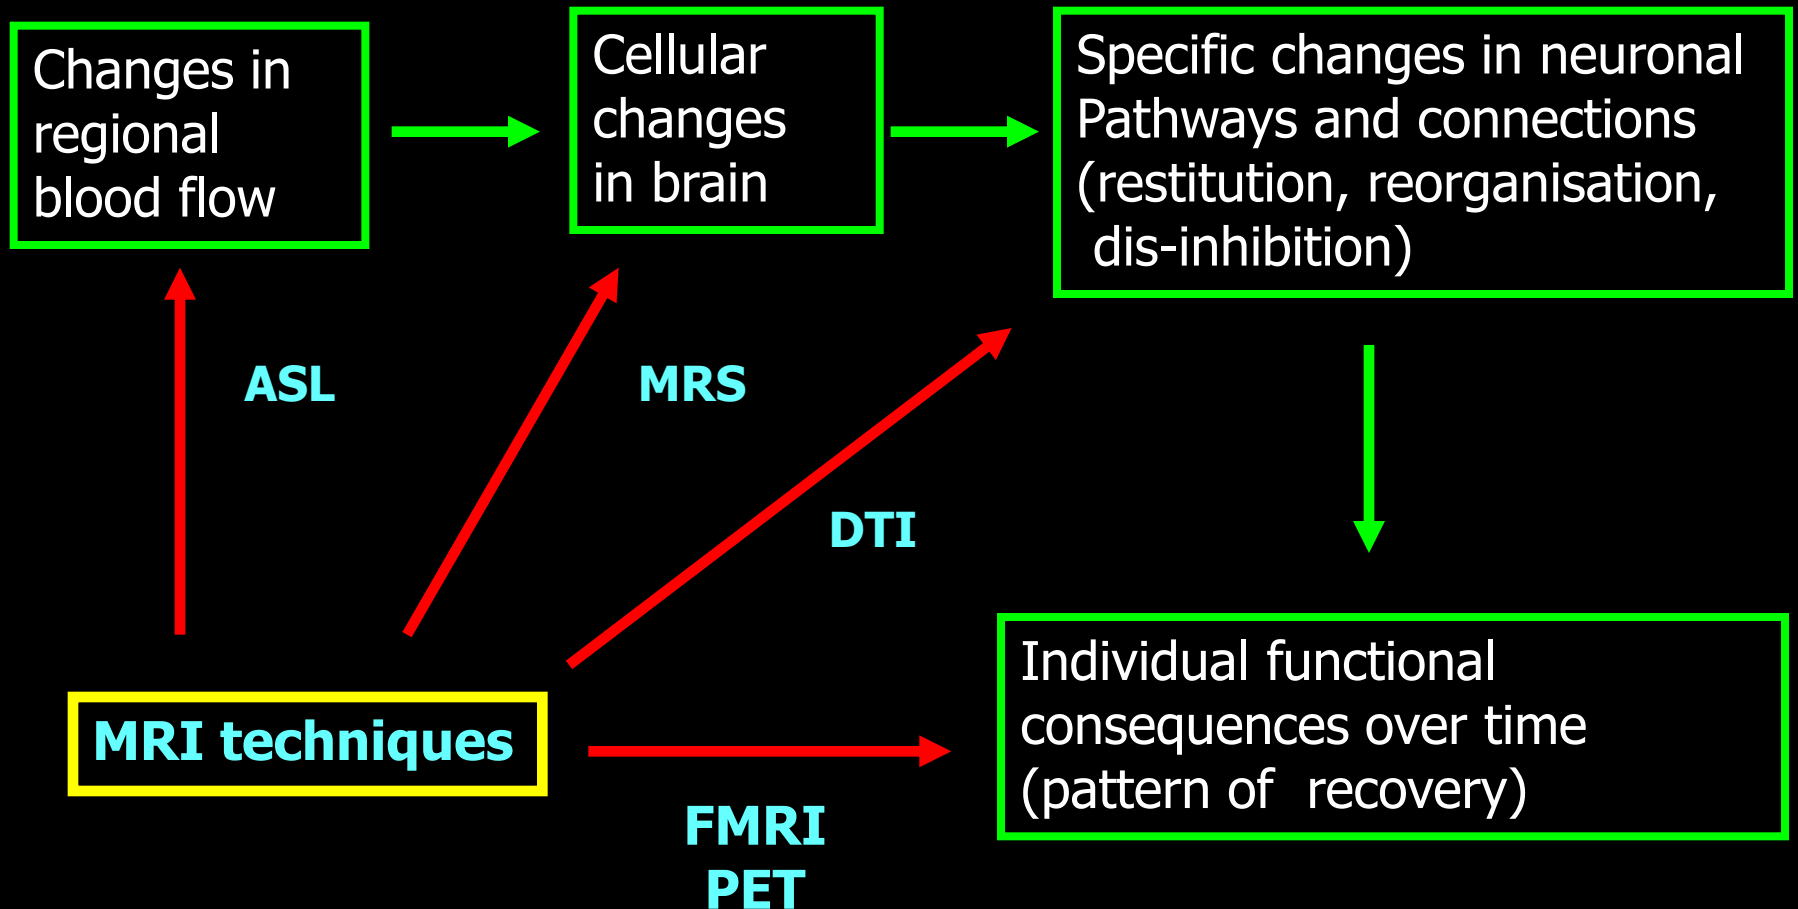 Changes in
regional
blood flow
Cellular
changes
in brain
Specific changes in neuronal
Pathways and connections
(restitution, reorganisation,
dis-inhibition)
ASL
MRS
DTI
MRI techniques
FMRI
PET
Individual functional
consequences over time
(pattern of  recovery)